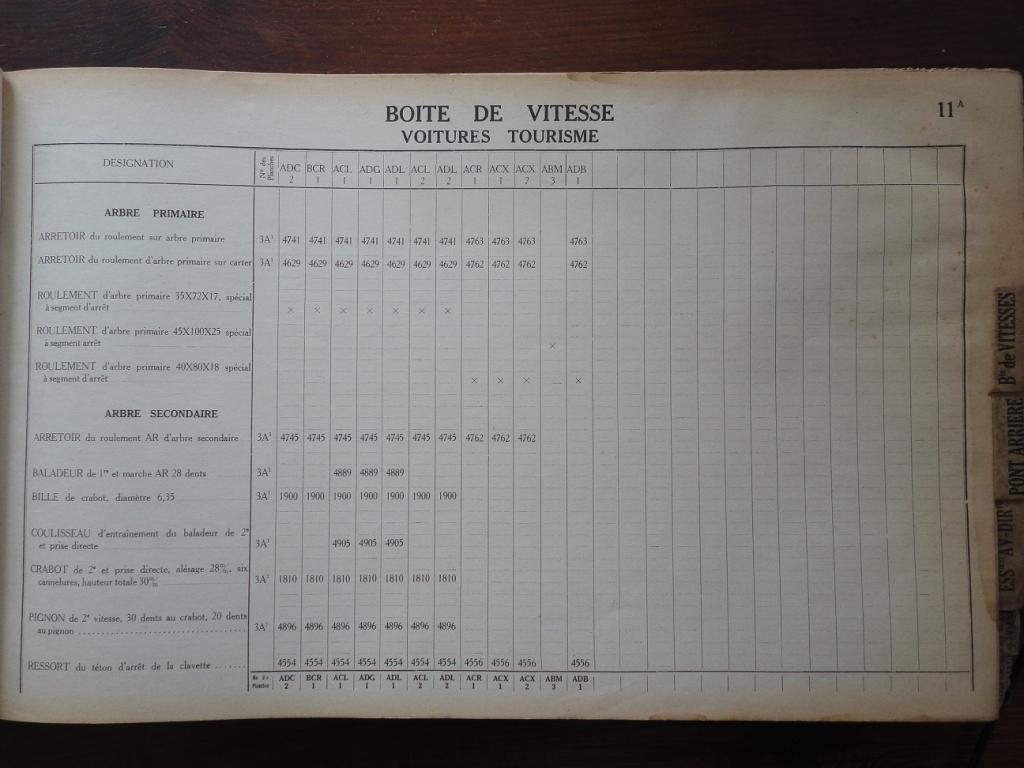 BOITE DE VITESSE
11 A
VOITURES TOURISME
DESIGNATION Nos des Planches ADC 2 BCR 1 ACL 1 ADG 1 ADL 1 ACL 2 ADL 2 ACR 1 ACX 1 ACX 2 ABM 3 ADB 1
ARBRE PRIMAIRE
ARRETOIR du roulement sur arbre primaire 3A1 4741 4741 4741 4741 4741 4741 4741 4763 4763 4763 4763
ARRETOIR du roulement d'arbre primaire sur carter 3A1 4629 4629 4629 4629 4629 4629 4629 4762 4762 4762 4762
ROULEMENT d'arbre primaire 35X72X17, spécial
à segment d'arrêt × × × × × × ×
ROULEMENT d'arbre primaire 45X100X25 spécial
à segment arrêt ×
ROULEMENT d'arbre primaire 40X80X18 spécial
à segment d'arrêt × × × — ×
ARBRE SECONDAIRE
ARRETOIR du roulement AR d'arbre secondaire 3A1 4745 4745 4745 4745 4745 4745 4745 4762 4762 4762
BALADEUR de 1re et marche AR 28 dents 3A1 4889 4889 4889
BILLE de crabot, diamètre 6,35 3A1 1900 1900 1900 1900 1900 1900 1900
COULISSEAU d'entraînement du baladeur de 2e
et prise directe 3A1 4905 4905 4905
CRABOT de 2e et prise directe, alésage 28m/m, six
cannelures, hauteur totale 30m/m 3A1 1810 1810 1810 1810 1810 1810 1810
PIGNON de 2e vitesse, 30 dents au crabot, 20 dents
au pignon 3A1 4896 4896 4896 4896 4896 4896 4896
RESSORT du téton d'arrêt de la clavette ....... 4554 4554 4554 4554 4554 4554 4554 4556 4556 4556 4556
Planches ADC 2 BCR 1 ACL 1 ADG 1 ADL 1 ACL 2 ADL 2 ACR 1 ACX 1 ACX 2 ABM 3 ADB 1
Bte de VITESSES
PONT ARRIERE
AV-DIR